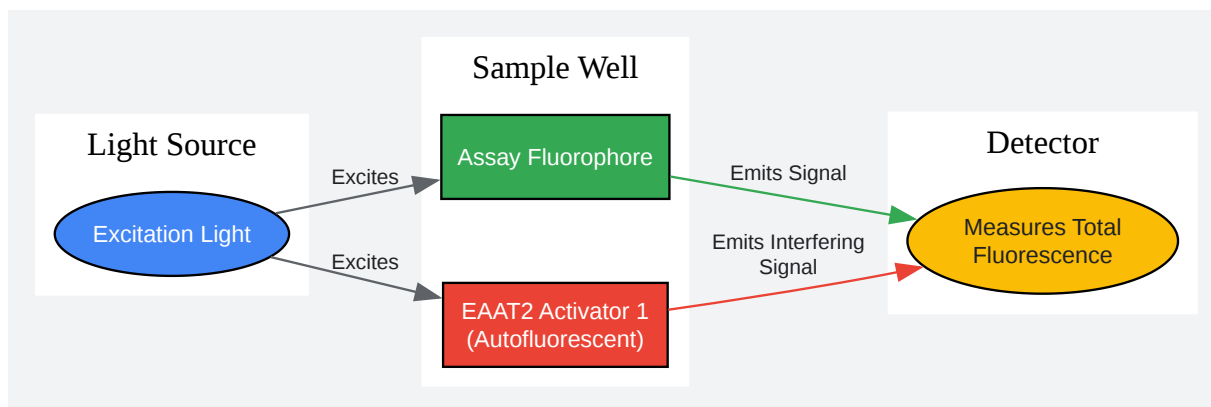 Light Source
Excitation Light
Excites
Excites
Sample Well
Assay Fluorophore
EAAT2 Activator 1
(Autofluorescent)
Emits Signal
Emits Interfering
Signal
Detector
Measures Total
Fluorescence